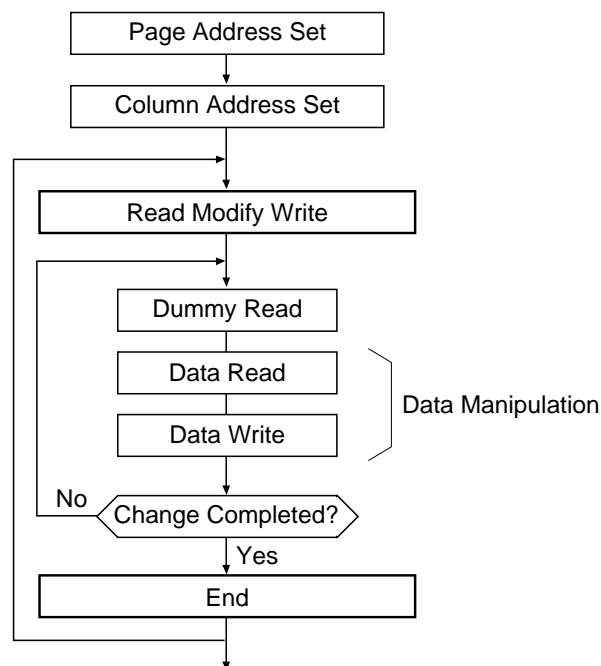 Page Address Set
Column Address Set
Read Modify Write
Dummy Read
Data Read
Data Manipulation
Data Write
No
Change Completed?
Yes
End